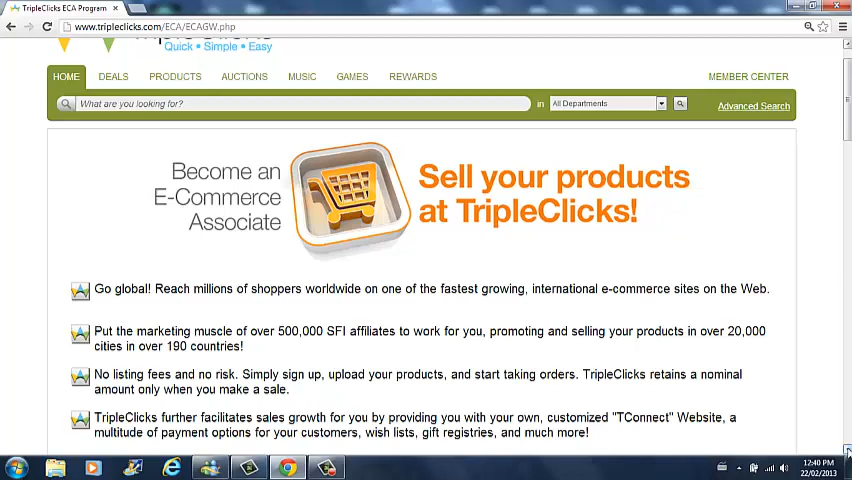 TripleClicks ECA Program
www.tripleclicks.com/ECA/ECAGW.php
Quick • Simple • Easy
HOME DEALS PRODUCTS AUCTIONS MUSIC GAMES REWARDS MEMBER CENTER
What are you looking for? in All Departments Advanced Search
Become an
E-Commerce
Associate
Sell your products
at TripleClicks!
Go global! Reach millions of shoppers worldwide on one of the fastest growing, international e-commerce sites on the Web.
Put the marketing muscle of over 500,000 SFI affiliates to work for you, promoting and selling your products in over 20,000
cities in over 190 countries!
No listing fees and no risk. Simply sign up, upload your products, and start taking orders. TripleClicks retains a nominal
amount only when you make a sale.
TripleClicks further facilitates sales growth for you by providing you with your own, customized "TConnect" Website, a
multitude of payment options for your customers, wish lists, gift registries, and much more!
12:40 PM
22/02/2013